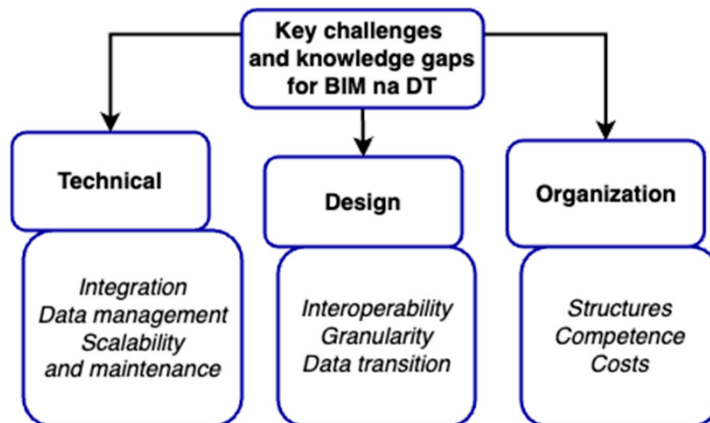 Key challenges
and knowledge gaps
for BIM na DT
Technical
Integration
Data management
Scalability
and maintenance
Design
Interoperability
Granularity
Data transition
Organization
Structures
Competence
Costs